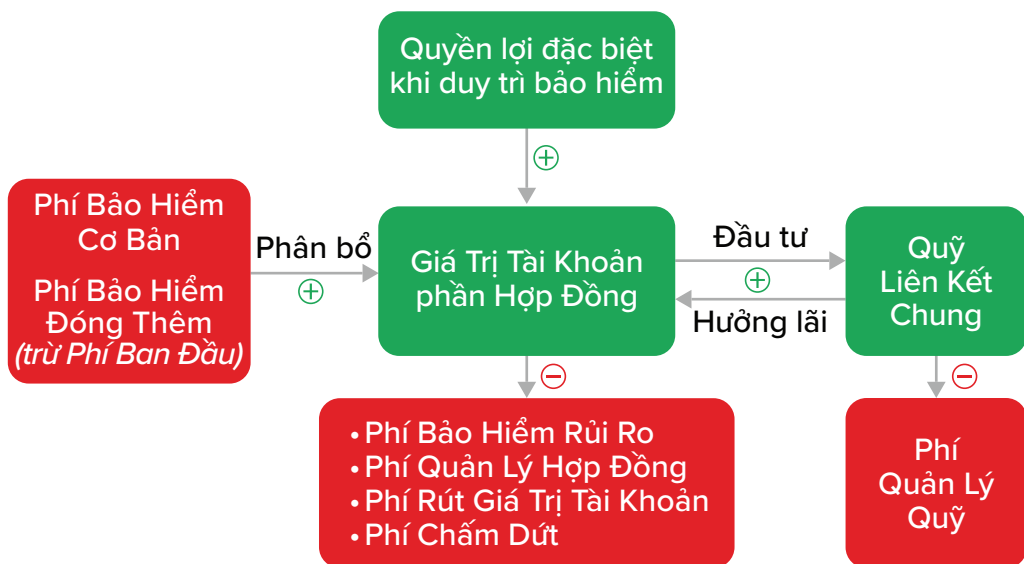 Quyền lợi đặc biệt
khi duy trì bảo hiểm
Phí Bảo Hiểm
Cơ Bản
Phí Bảo Hiểm
Đóng Thêm
(trừ Phí Ban Đầu)
Phân bổ
Giá Trị Tài Khoản
phần Hợp Đồng
Đầu tư
Hưởng lãi
Quỹ
Liên Kết
Chung
• Phí Bảo Hiểm Rủi Ro
• Phí Quản Lý Hợp Đồng
• Phí Rút Giá Trị Tài Khoản
• Phí Chấm Dứt
Phí
Quản Lý
Quỹ